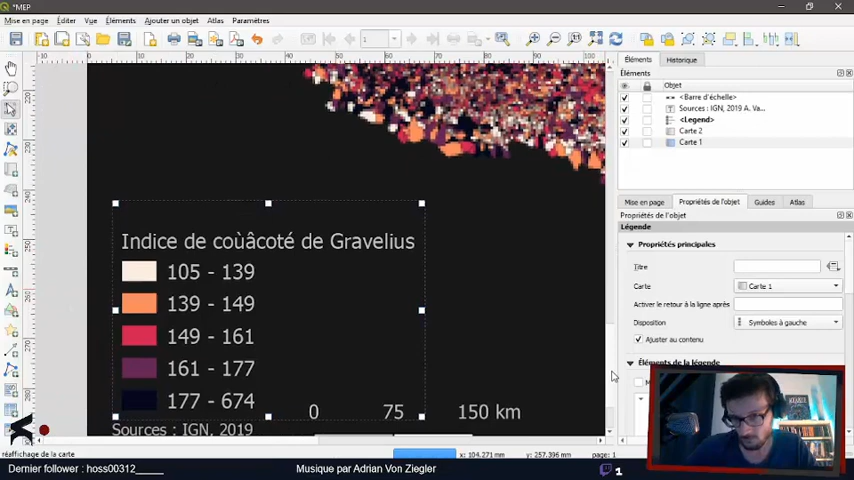 *MEP
Mise en page Éditer Vue Éléments Ajouter un objet Atlas Paramètres
1
Éléments Historique
Éléments
Objet
<Barre d'échelle>
Sources : IGN, 2019 A. Va...
<Legend>
Carte 2
Carte 1
Mise en page Propriétés de l'objet Guides Atlas
Propriétés de l'objet
Légende
Propriétés principales
Titre
Carte Carte 1
Activer le retour à la ligne après
Disposition Symboles à gauche
Ajuster au contenu
Éléments de la légende
Indice de coùâcoté de Gravelius
105 - 139
139 - 149
149 - 161
161 - 177
177 - 674
0 75 150 km
Sources : IGN, 2019
réaffichage de la carte x: 104.271 mm y: 257.396 mm page: 1
Dernier follower : hoss00312_____ Musique par Adrian Von Ziegler 1